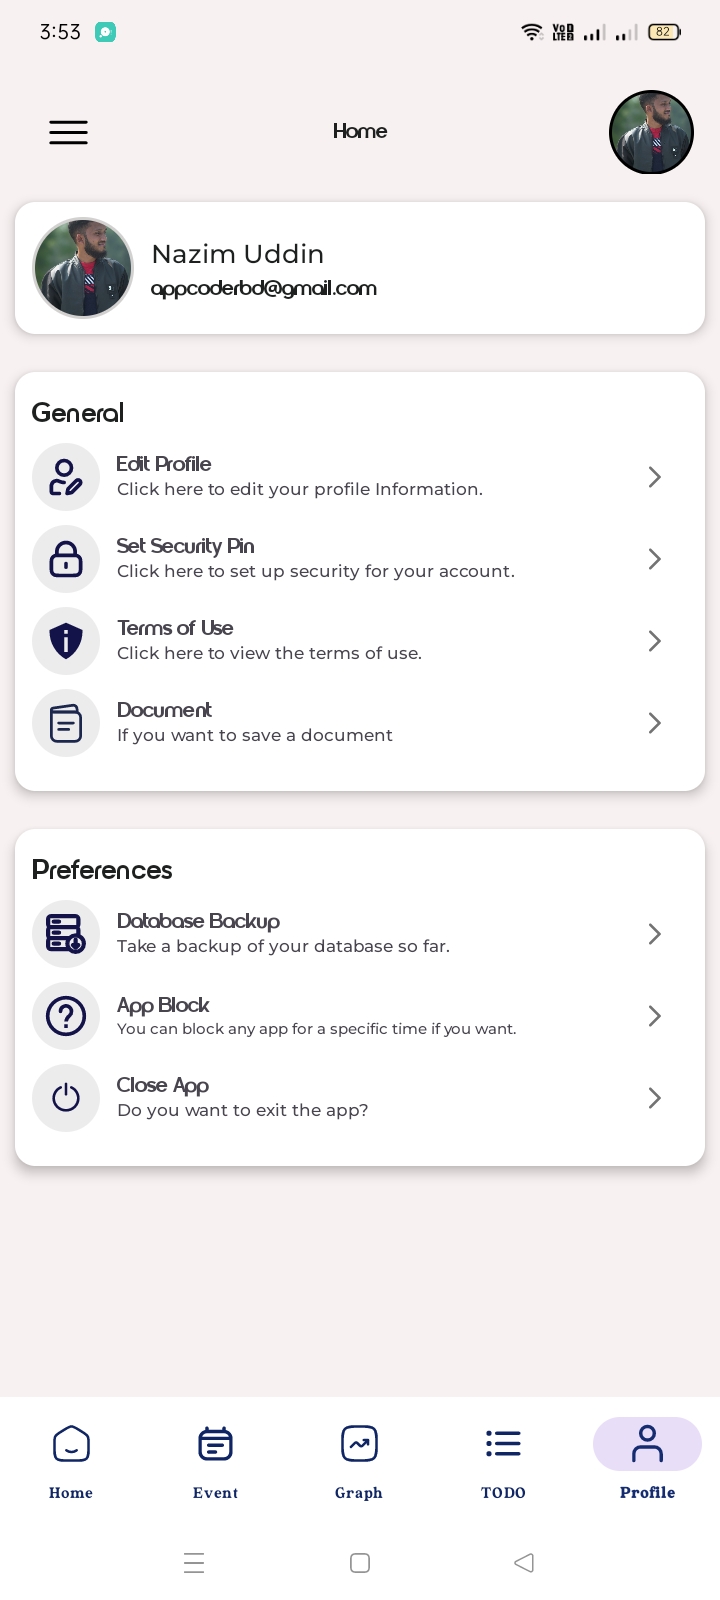 3:53
VoD
LTE2
82
Home
Nazim Uddin
appcoderbd@gmail.com
General
Edit Profile
Click here to edit your profile Information.
Set Security Pin
Click here to set up security for your account.
Terms of Use
Click here to view the terms of use.
Document
If you want to save a document
Preferences
Database Backup
Take a backup of your database so far.
App Block
You can block any app for a specific time if you want.
Close App
Do you want to exit the app?
Home
Event
Graph
TODO
Profile